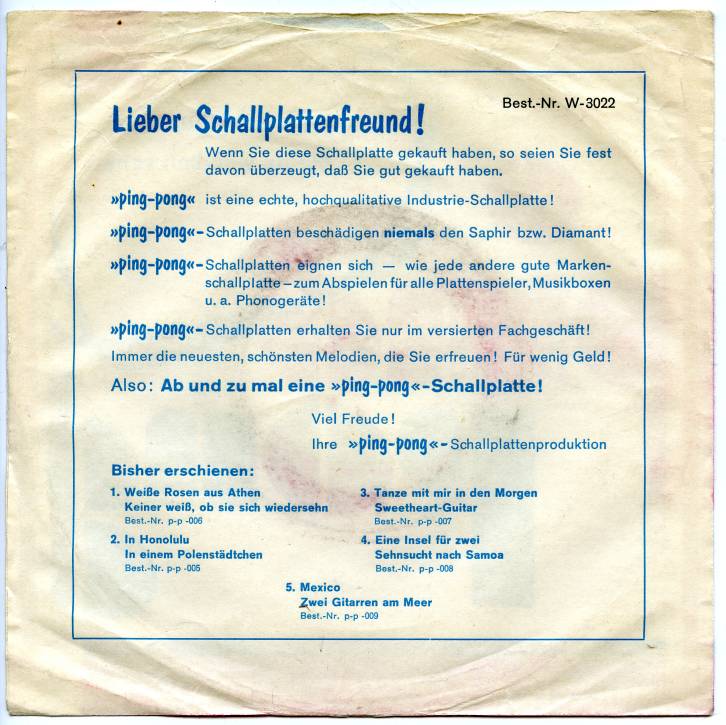 Best.-Nr. W-3022
Lieber Schallplattenfreund!
Wenn Sie diese Schallplatte gekauft haben, so seien Sie fest
davon überzeugt, daß Sie gut gekauft haben.
»ping-pong« ist eine echte, hochqualitative Industrie-Schallplatte!
»ping-pong«-Schallplatten beschädigen niemals den Saphir bzw. Diamant!
»ping-pong«-Schallplatten eignen sich — wie jede andere gute Marken-
schallplatte – zum Abspielen für alle Plattenspieler, Musikboxen
u. a. Phonogeräte!
»ping-pong«-Schallplatten erhalten Sie nur im versierten Fachgeschäft!
Immer die neuesten, schönsten Melodien, die Sie erfreuen! Für wenig Geld!
Also: Ab und zu mal eine »ping-pong«-Schallplatte!
Viel Freude!
Ihre »ping-pong«-Schallplattenproduktion
Bisher erschienen:
1. Weiße Rosen aus Athen
Keiner weiß, ob sie sich wiedersehn
Best.-Nr. p-p -006
2. In Honolulu
In einem Polenstädtchen
Best.-Nr. p-p -005
3. Tanze mit mir in den Morgen
Sweetheart-Guitar
Best.-Nr. p-p -007
4. Eine Insel für zwei
Sehnsucht nach Samoa
Best.-Nr. p-p -008
5. Mexico
Zwei Gitarren am Meer
Best.-Nr. p-p -009